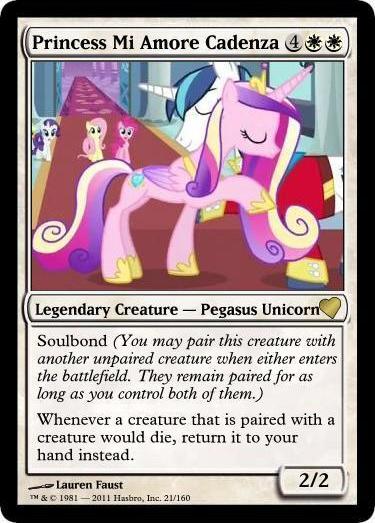 Princess Mi Amore Cadenza 4
Legendary Creature — Pegasus Unicorn
Soulbond (You may pair this creature with
another unpaired creature when either enters
the battlefield. They remain paired for as
long as you control both of them.)
Whenever a creature that is paired with a
creature would die, return it to your
hand instead.
Lauren Faust
2/2
™ & © 1981 — 2011 Hasbro, Inc. 21/160